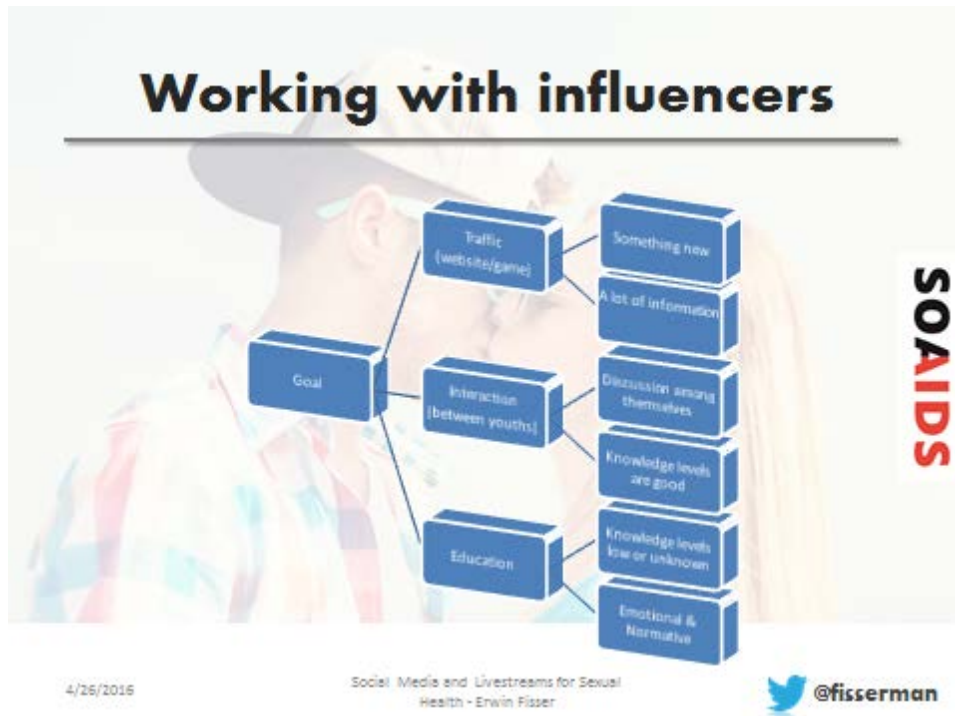 Working with influencers
Goal
Traffic
(website/game)
Something new
A lot of information
Interaction
(between youths)
Discussion among
themselves
Knowledge levels
are good
Education
Knowledge levels
low or unknown
Emotional &
Normative
SOAIDS
4/26/2016
Social Media and Livestreams for Sexual
Health - Erwin Fisser
@fisserman